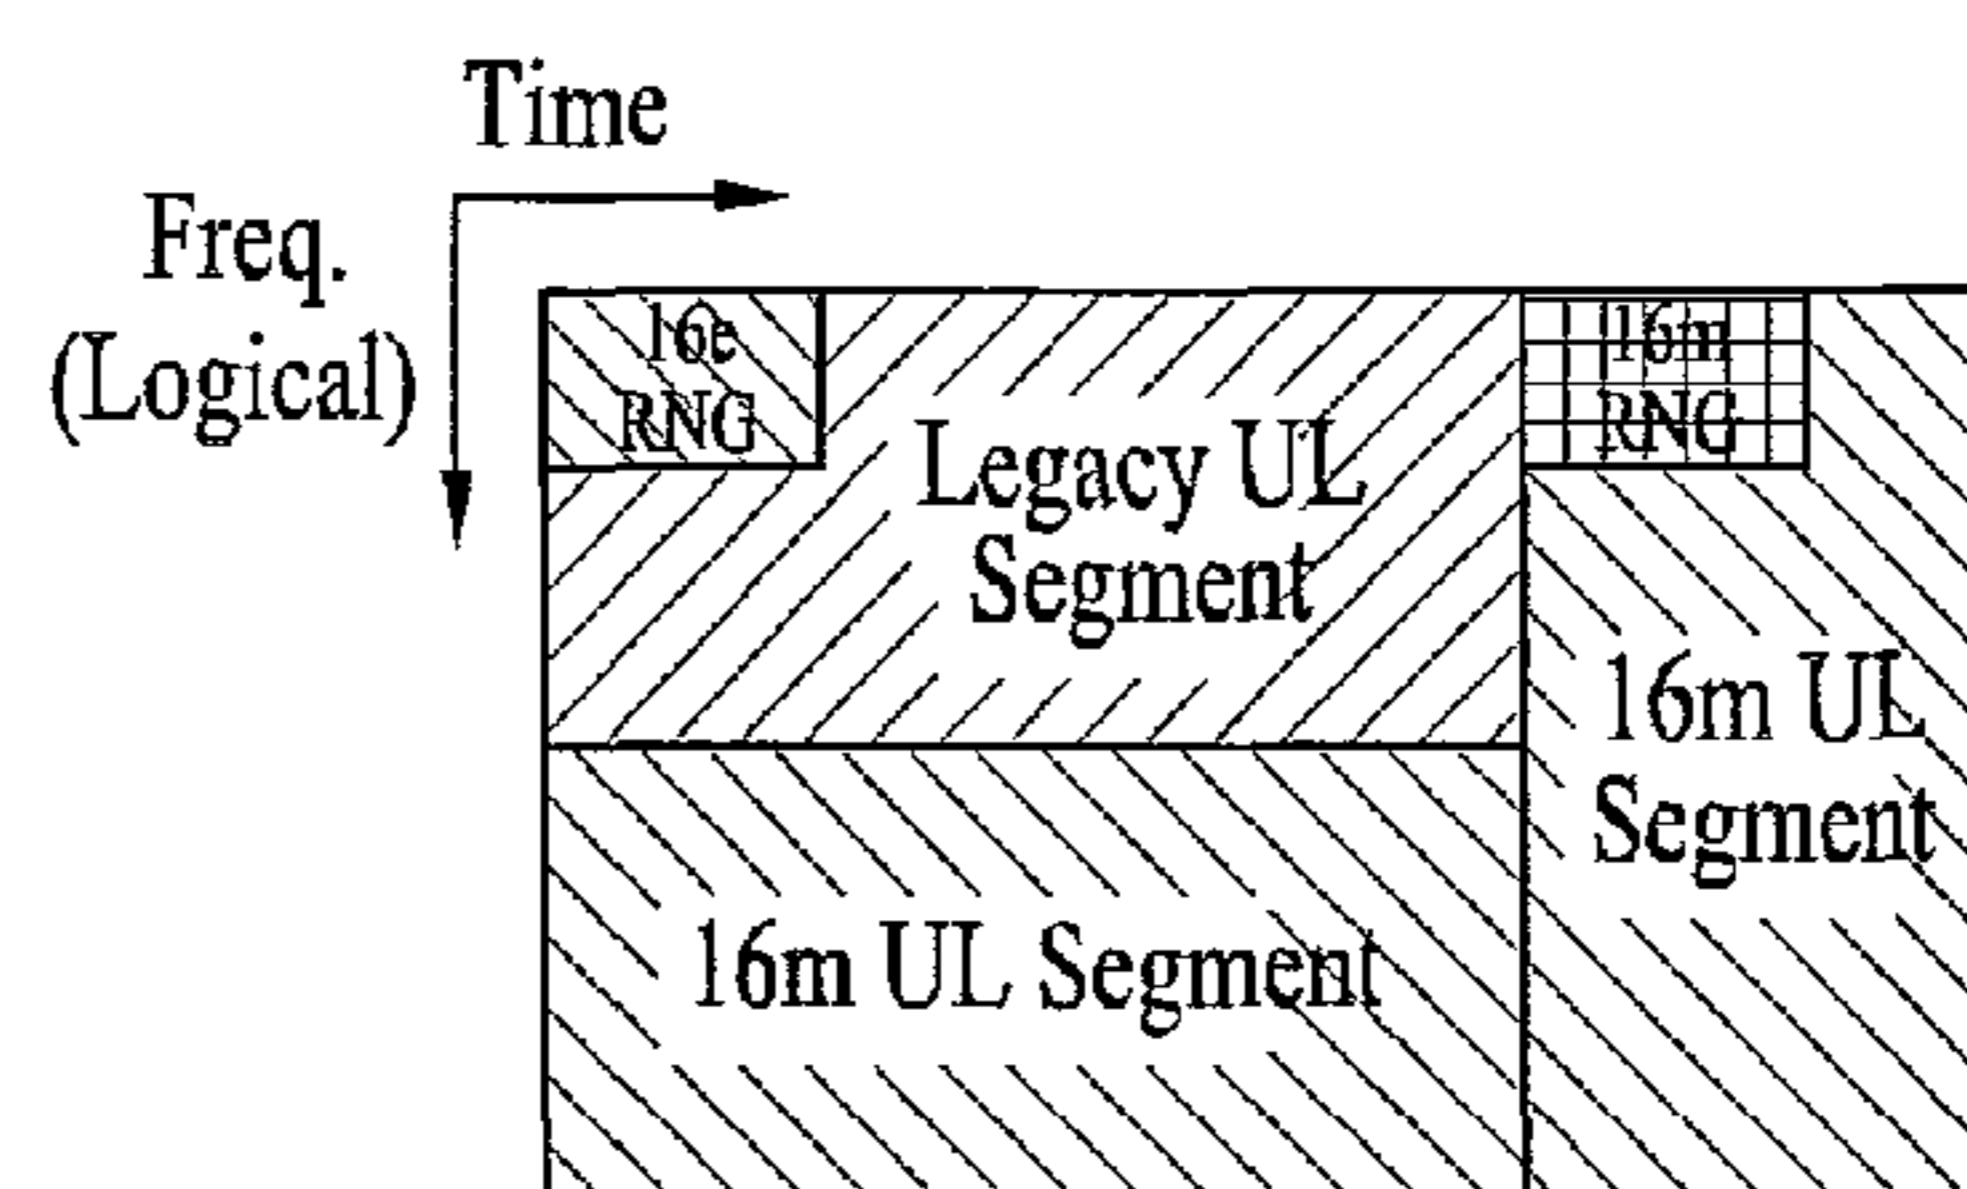 Time
Freq.
(Logical)
16e
RNG
Legacy UL
Segment
16m
RNG
16m UL
Segment
16m UL Segment